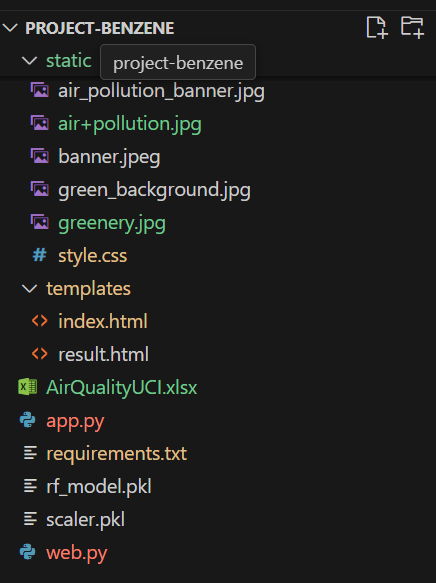 PROJECT-BENZENE
static
project-benzene
air_pollution_banner.jpg
air+pollution.jpg
banner.jpeg
green_background.jpg
greenery.jpg
# style.css
templates
<> index.html
<> result.html
AirQualityUCI.xlsx
app.py
requirements.txt
rf_model.pkl
scaler.pkl
web.py